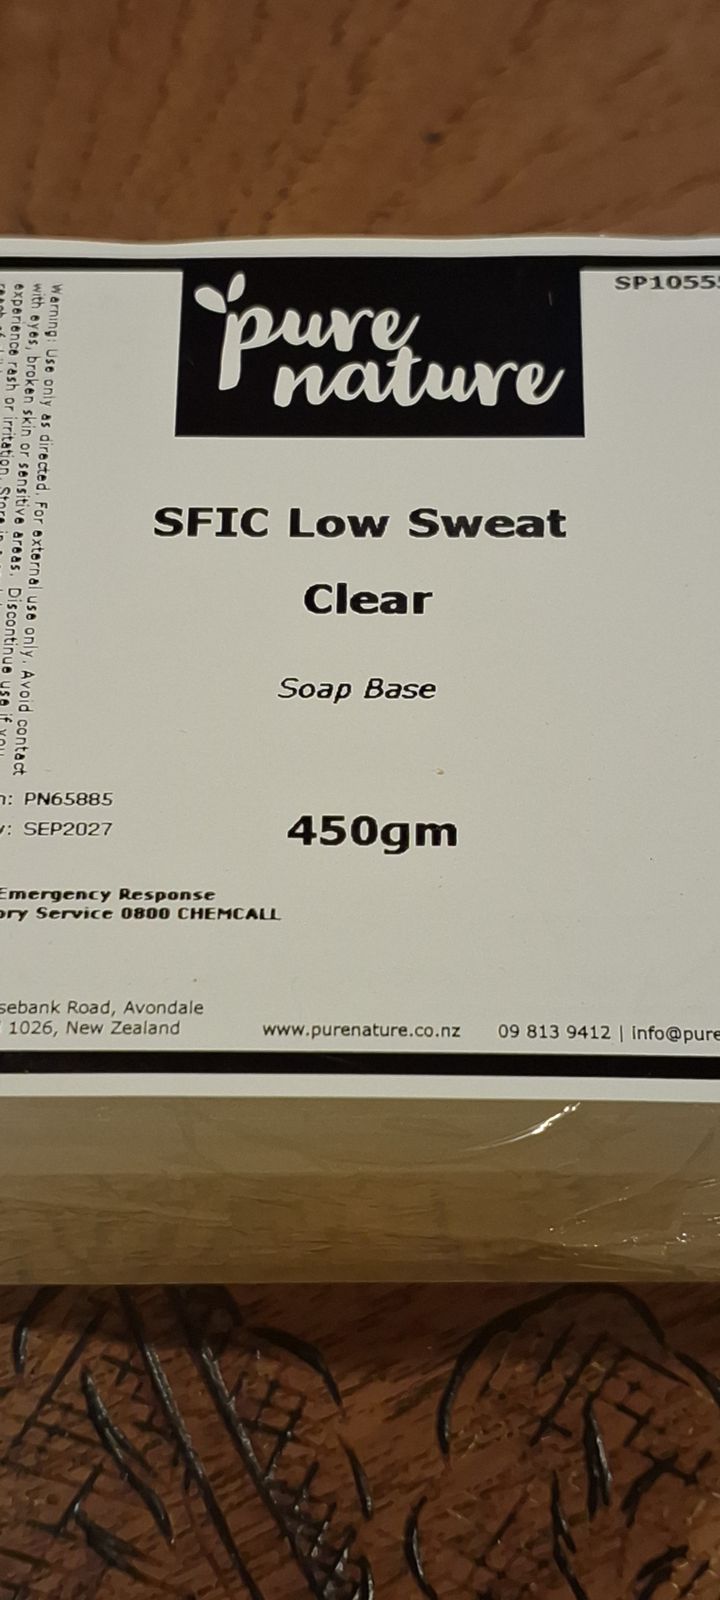 pure
nature
SP1055
SFIC Low Sweat
Clear
Soap Base
450gm
Warning: Use only as directed. For external use only. Avoid contact
with eyes, broken skin or sensitive areas. Discontinue use if you
experience rash or irritation. Store in
PN65885
SEP2027
Emergency Response
Service 0800 CHEMCALL
Road, Avondale
1026, New Zealand
www.purenature.co.nz
09 813 9412 | info@pure